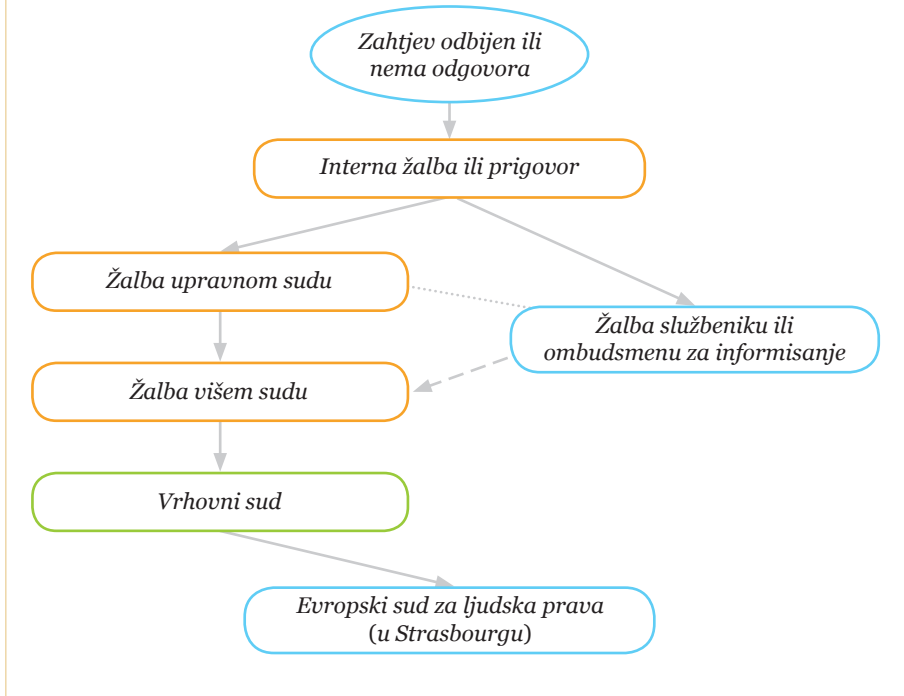 Zahtjev odbijen ili
nema odgovora
Interna žalba ili prigovor
Žalba upravnom sudu
Žalba službeniku ili
ombudsmenu za informisanje
Žalba višem sudu
Vrhovni sud
Evropski sud za ljudska prava
(u Strasbourgu)